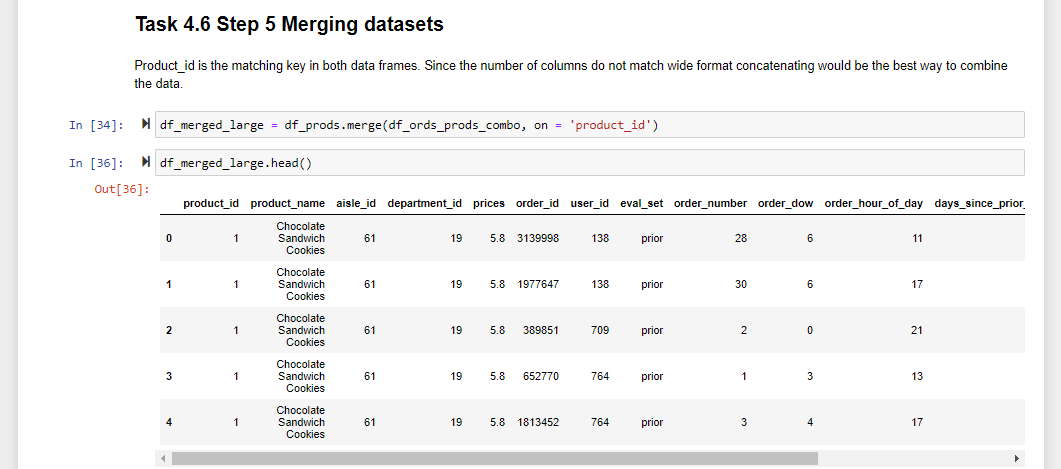 Task 4.6 Step 5 Merging datasets
Product_id is the matching key in both data frames. Since the number of columns do not match wide format concatenating would be the best way to combine
the data.
In [34]: df_merged_large = df_prods.merge(df_ords_prods_combo, on = 'product_id')
In [36]: df_merged_large.head()
Out[36]:
product_id product_name aisle_id department_id prices order_id user_id eval_set order_number order_dow order_hour_of_day days_since_prior_
0 1 Chocolate Sandwich Cookies 61 19 5.8 3139998 138 prior 28 6 11
1 1 Chocolate Sandwich Cookies 61 19 5.8 1977647 138 prior 30 6 17
2 1 Chocolate Sandwich Cookies 61 19 5.8 389851 709 prior 2 0 21
3 1 Chocolate Sandwich Cookies 61 19 5.8 652770 764 prior 1 3 13
4 1 Chocolate Sandwich Cookies 61 19 5.8 1813452 764 prior 3 4 17